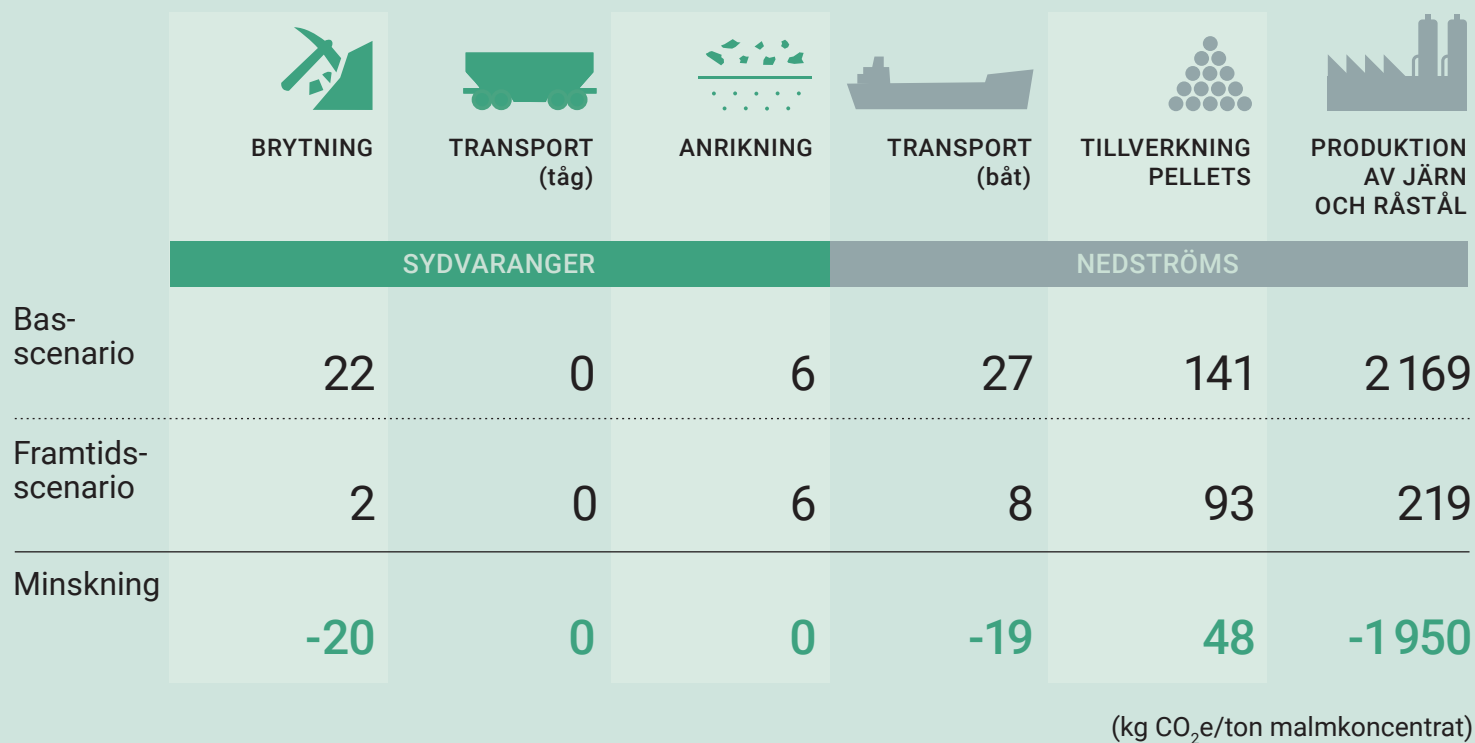 BRYTNING
TRANSPORT
(tåg)
ANRIKNING
TRANSPORT
(båt)
TILLVERKNING
PELLETS
PRODUKTION
AV JÄRN
OCH RÅSTÅL
SYDVARANGER
NEDSTRÖMS
Bas-
scenario
22 0 6 27 141 2 169
Framtids-
scenario
2 0 6 8 93 219
Minskning
-20 0 0 -19 48 -1 950
(kg CO₂e/ton malmkoncentrat)